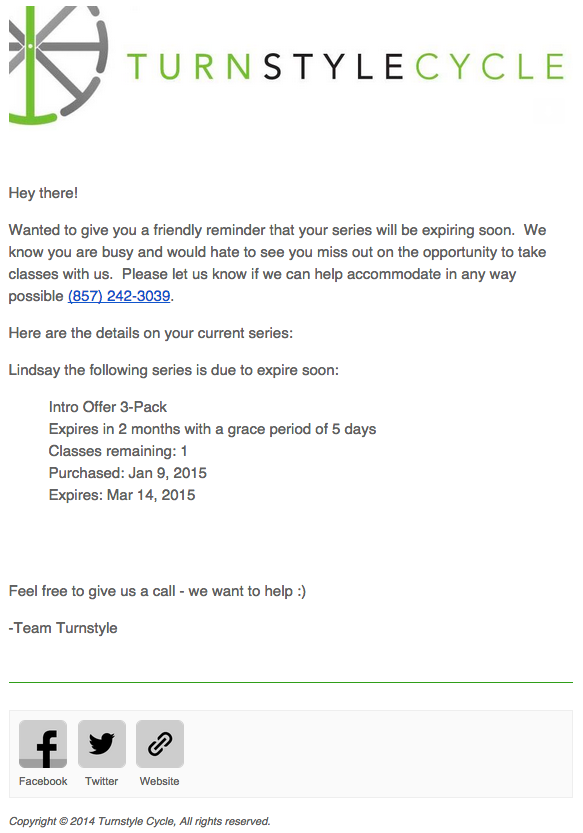 TURNSTYLECYCLE
Hey there!
Wanted to give you a friendly reminder that your series will be expiring soon.  We
know you are busy and would hate to see you miss out on the opportunity to take
classes with us.  Please let us know if we can help accommodate in any way
possible (857) 242-3039.
Here are the details on your current series:
Lindsay the following series is due to expire soon:
Intro Offer 3-Pack
Expires in 2 months with a grace period of 5 days
Classes remaining: 1
Purchased: Jan 9, 2015
Expires: Mar 14, 2015
Feel free to give us a call - we want to help :)
-Team Turnstyle
Facebook Twitter Website
Copyright © 2014 Turnstyle Cycle, All rights reserved.